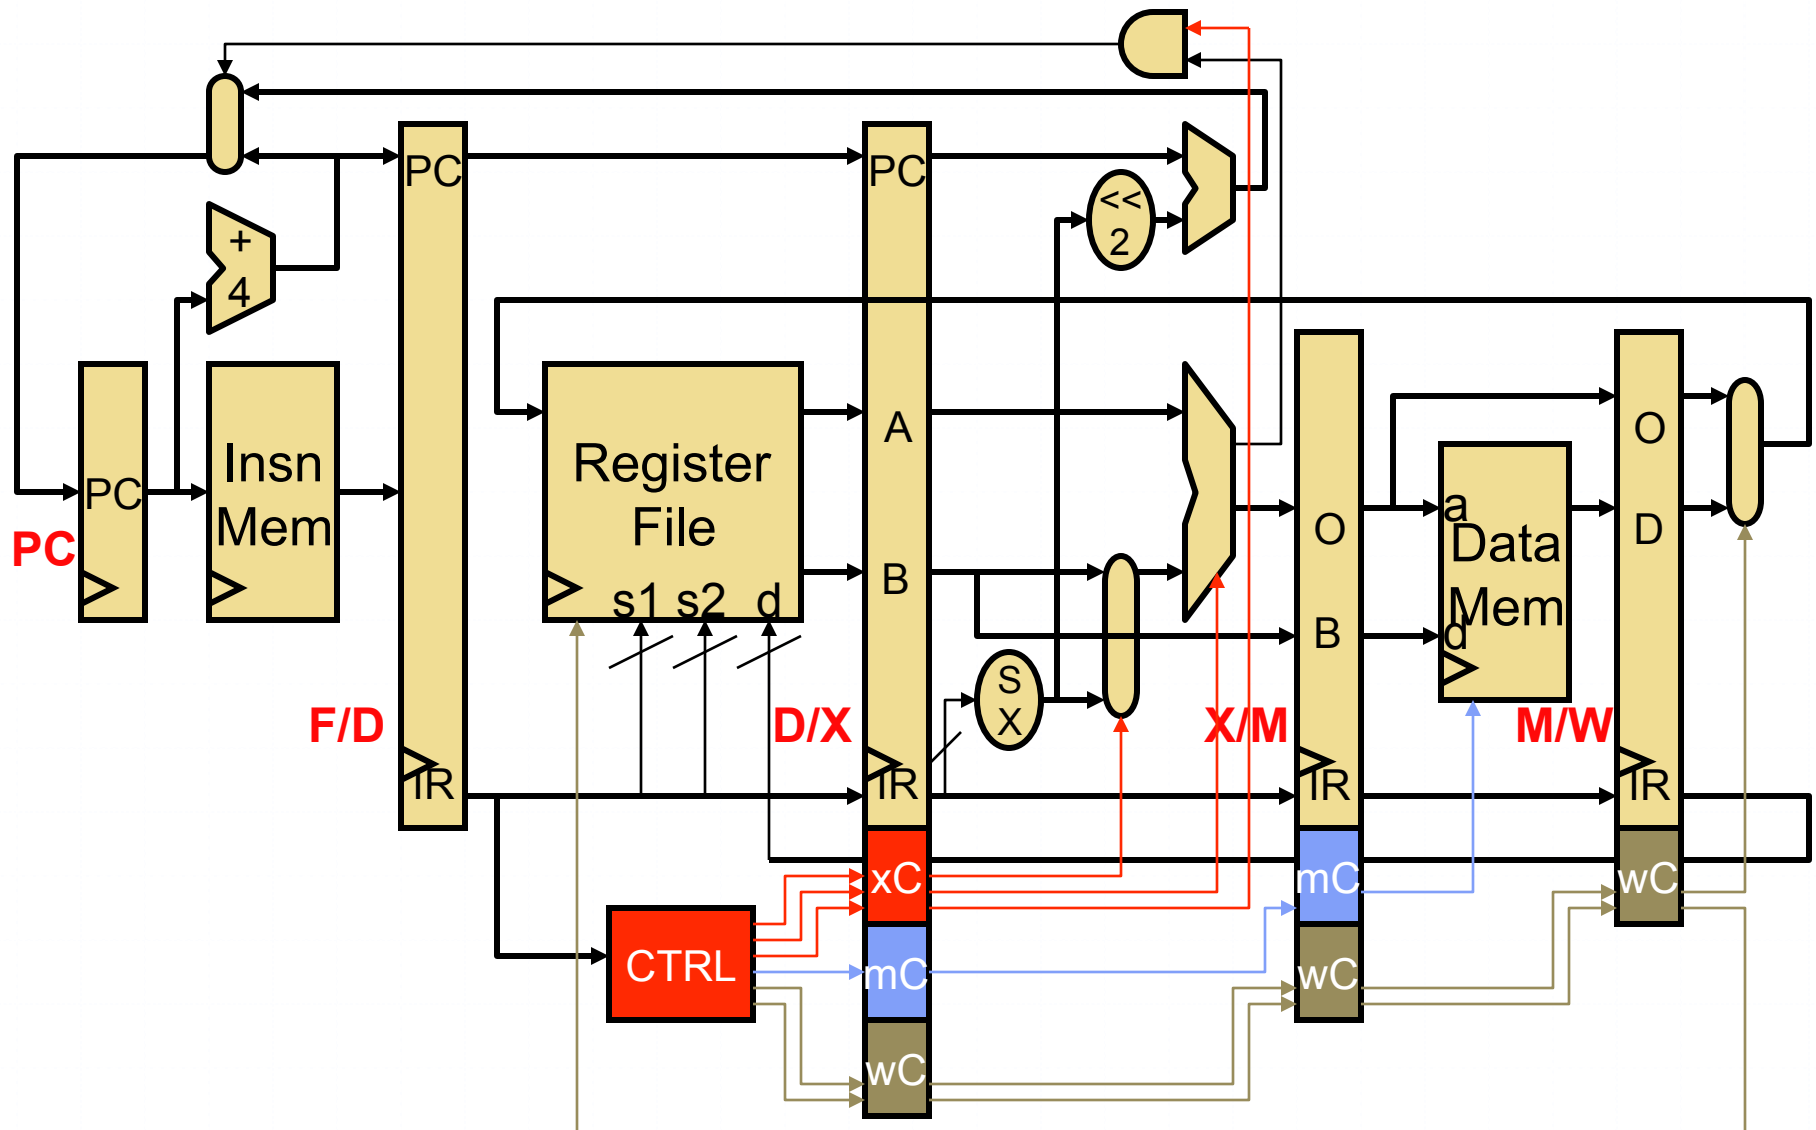 PC
PC
<<
2
+
4
PC
Insn
Mem
PC
Register
File
s1
s2
d
A
B
S
X
O
B
a
Data
Mem
d
O
D
F/D
D/X
X/M
M/W
IR
IR
IR
IR
xC
mC
wC
CTRL
mC
wC
wC